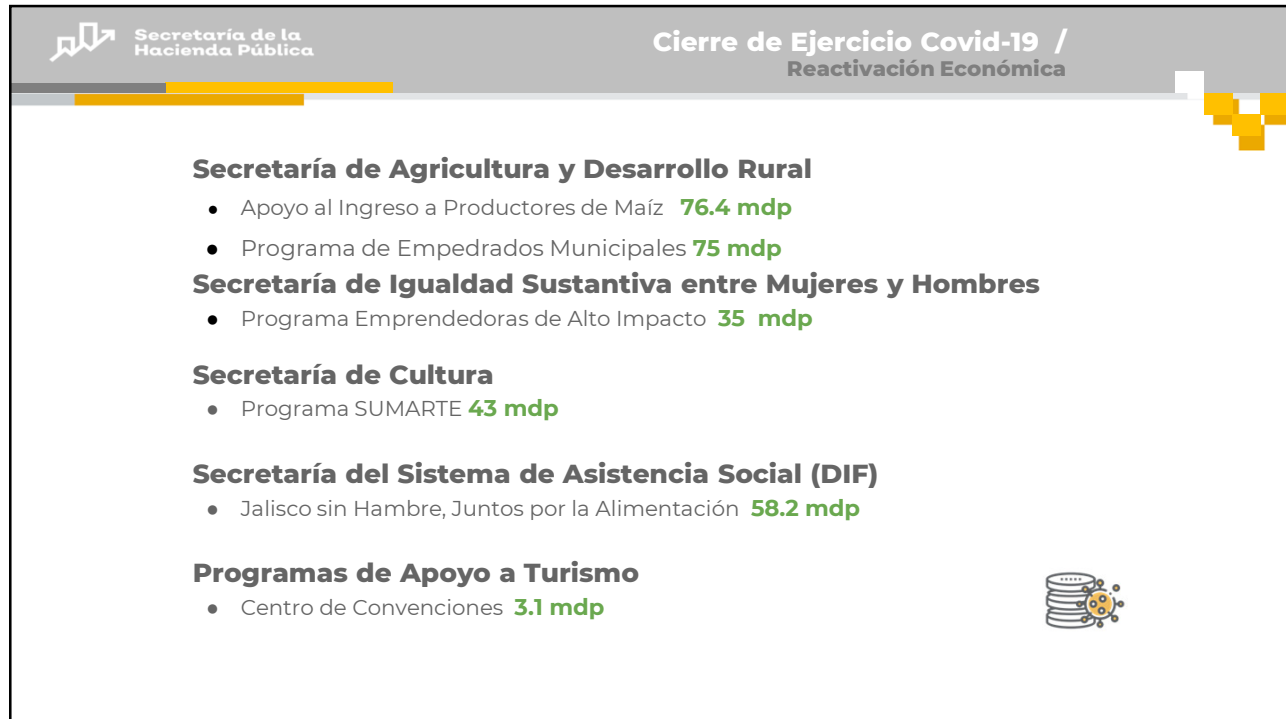 Secretaría de la
Hacienda Pública
Cierre de Ejercicio Covid-19 /
Reactivación Económica
Secretaría de Agricultura y Desarrollo Rural
● Apoyo al Ingreso a Productores de Maíz 76.4 mdp
● Programa de Empedrados Municipales 75 mdp
Secretaría de Igualdad Sustantiva entre Mujeres y Hombres
● Programa Emprendedoras de Alto Impacto 35 mdp
Secretaría de Cultura
● Programa SUMARTE 43 mdp
Secretaría del Sistema de Asistencia Social (DIF)
● Jalisco sin Hambre, Juntos por la Alimentación 58.2 mdp
Programas de Apoyo a Turismo
● Centro de Convenciones 3.1 mdp